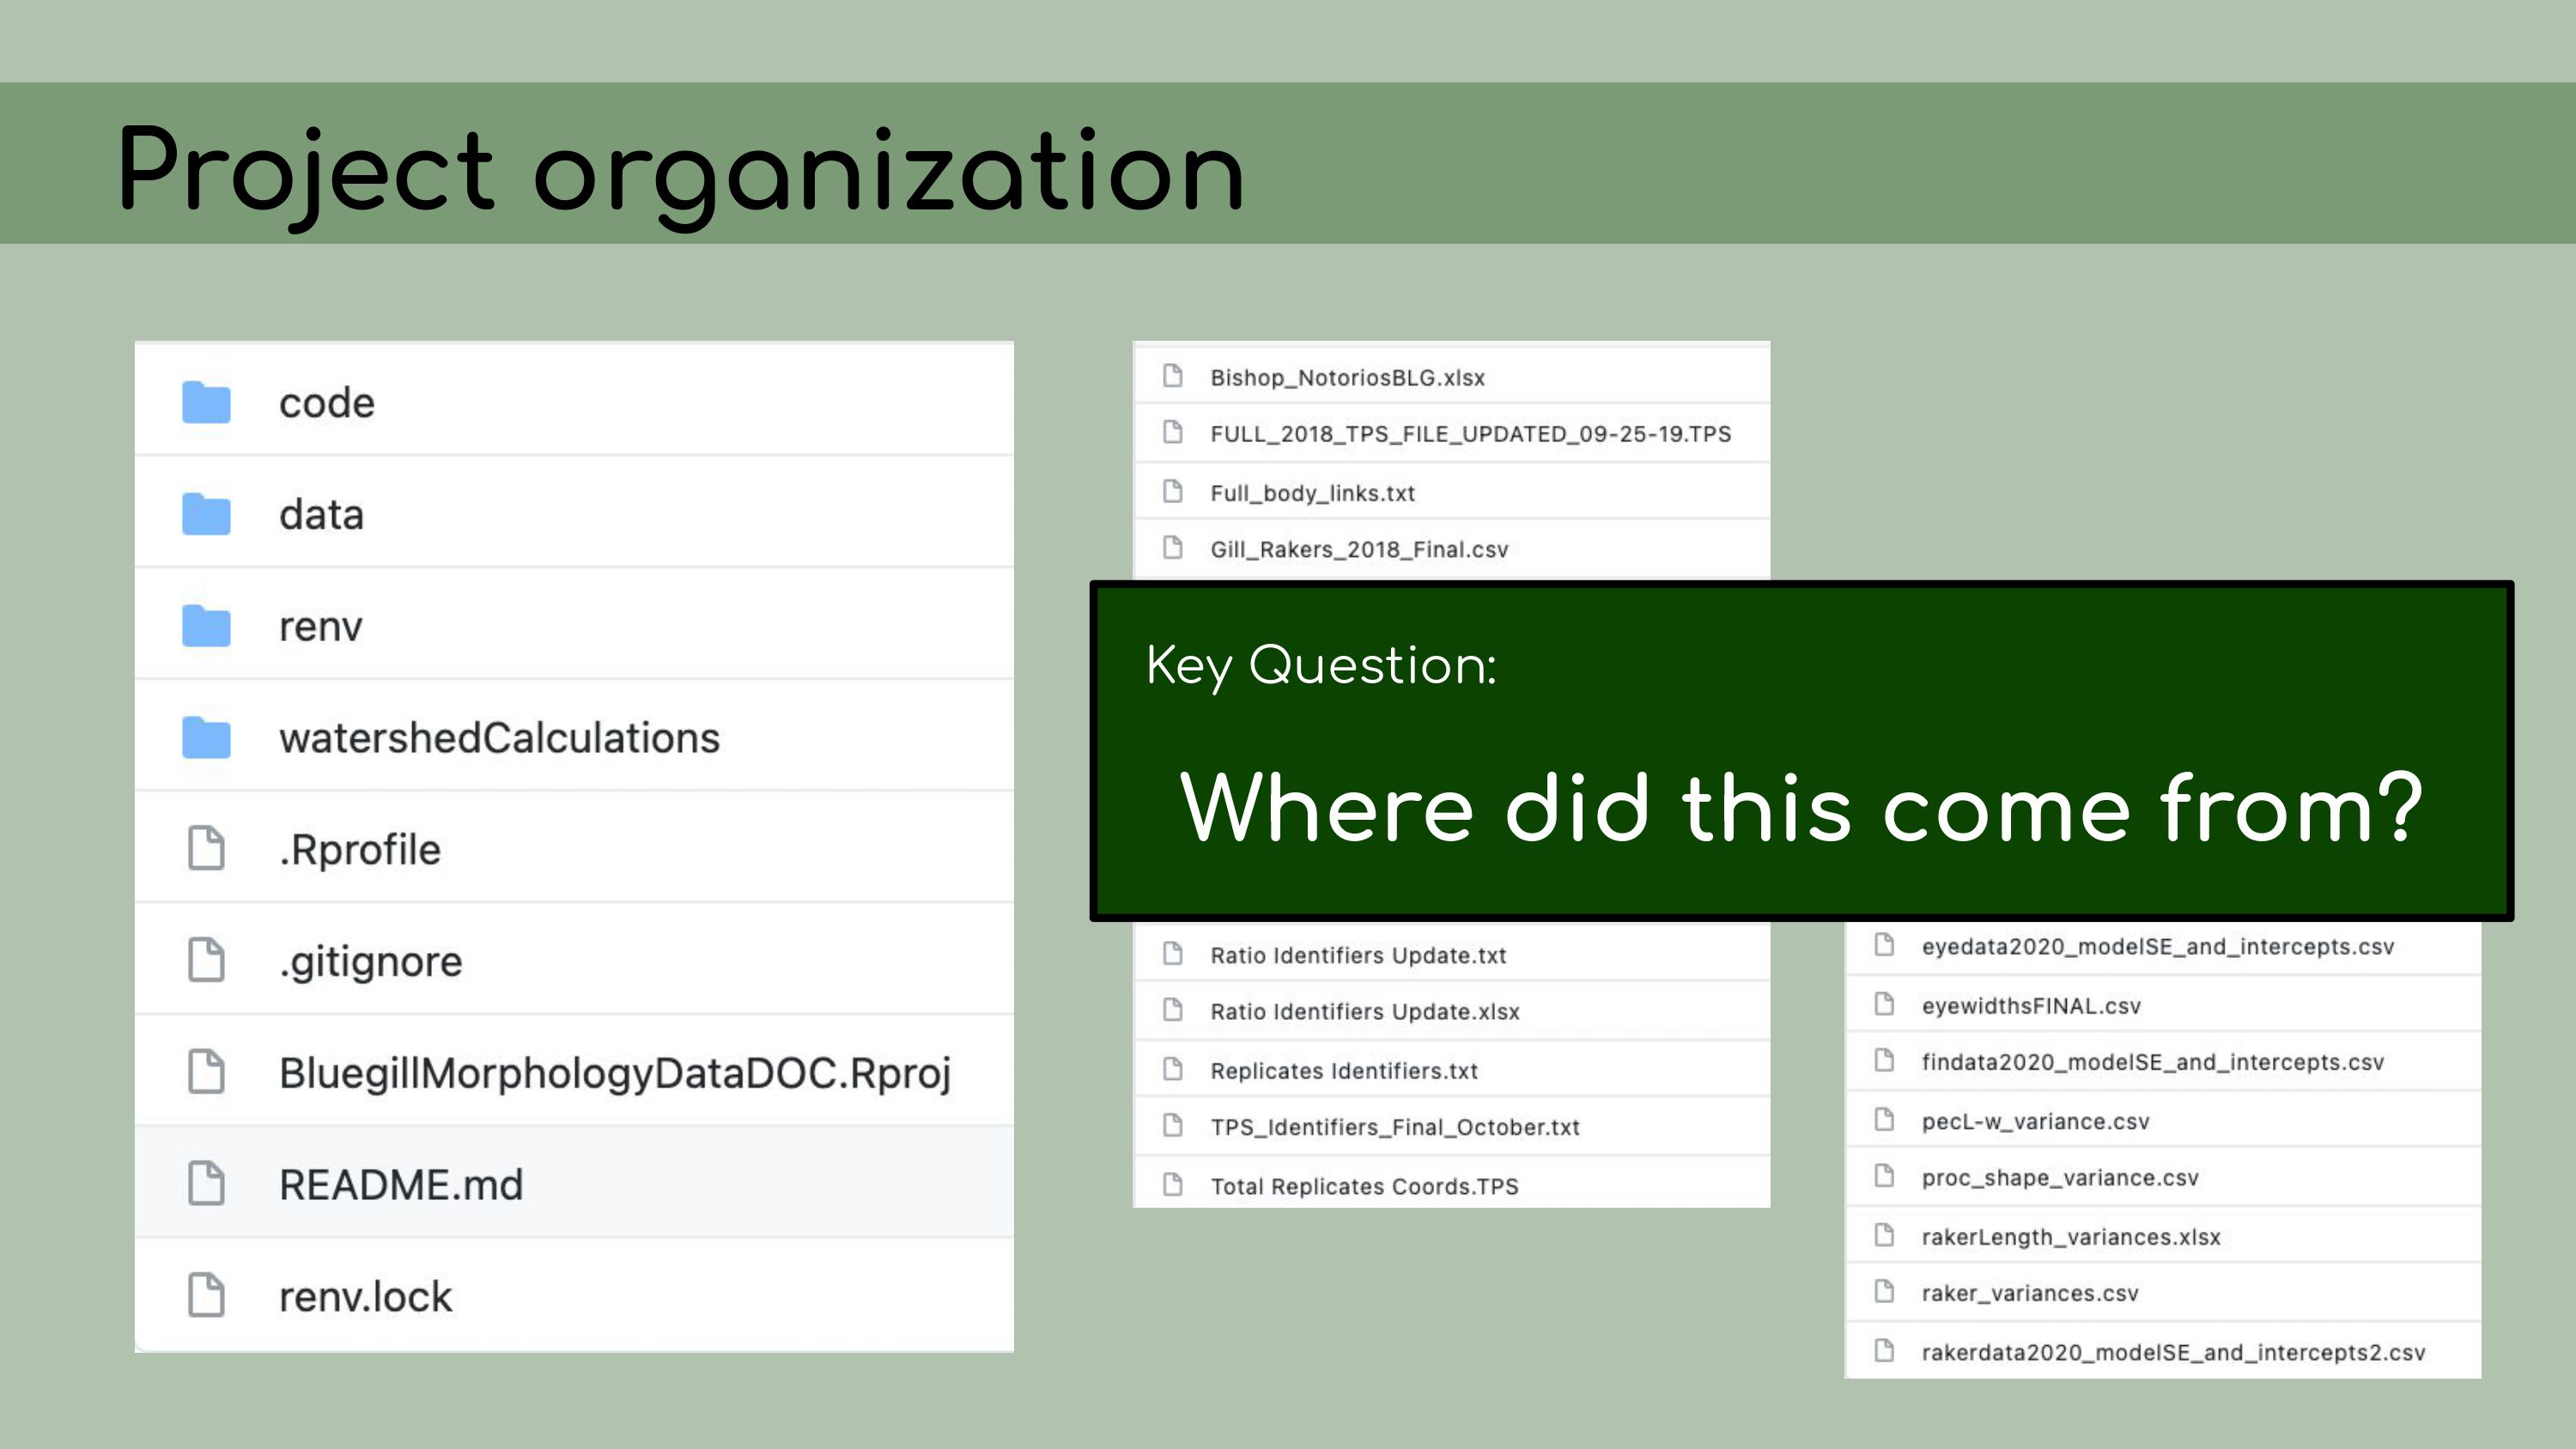 Project organization
code
data
renv
watershedCalculations
.Rprofile
.gitignore
BluegillMorphologyDataDOC.Rproj
README.md
renv.lock
Bishop_NotoriosBLG.xlsx
FULL_2018_TPS_FILE_UPDATED_09-25-19.TPS
Full_body_links.txt
Gill_Rakers_2018_Final.csv
Key Question:
Where did this come from?
Ratio Identifiers Update.txt
Ratio Identifiers Update.xlsx
Replicates Identifiers.txt
TPS_Identifiers_Final_October.txt
Total Replicates Coords.TPS
eyedata2020_modelSE_and_intercepts.csv
eyewidthsFINAL.csv
findata2020_modelSE_and_intercepts.csv
pecL-w_variance.csv
proc_shape_variance.csv
rakerLength_variances.xlsx
raker_variances.csv
rakerdata2020_modelSE_and_intercepts2.csv